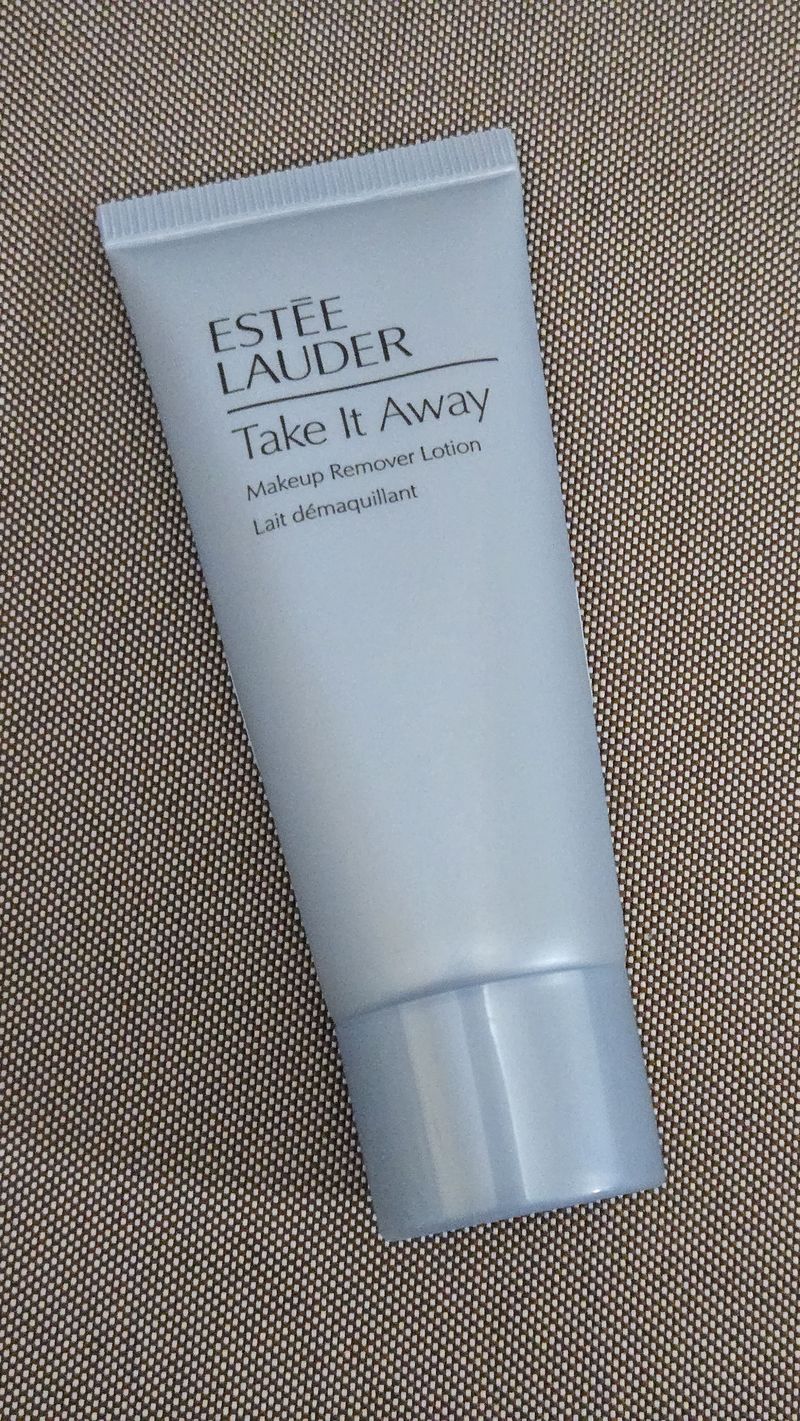 ESTĒE
LAUDER
Take It Away
Makeup Remover Lotion
Lait démaquillant